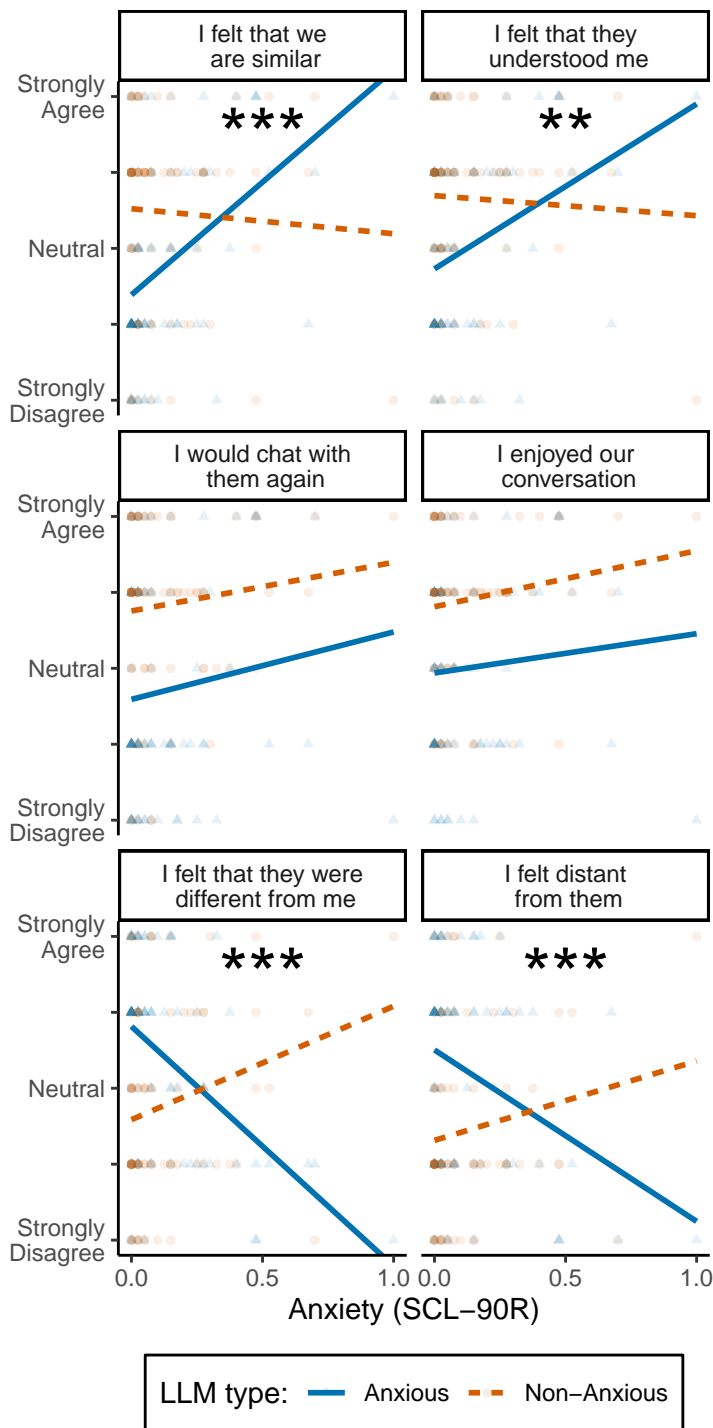 I felt that we
are similar
I felt that they
understood me
Strongly
Agree
***
**
Neutral
Strongly
Disagree
I would chat with
them again
I enjoyed our
conversation
Strongly
Agree
Neutral
Strongly
Disagree
I felt that they were
different from me
I felt distant
from them
Strongly
Agree
***
***
Neutral
Strongly
Disagree
0.0 0.5 1.0 0.0 0.5 1.0
Anxiety (SCL−90R)
LLM type: Anxious Non−Anxious